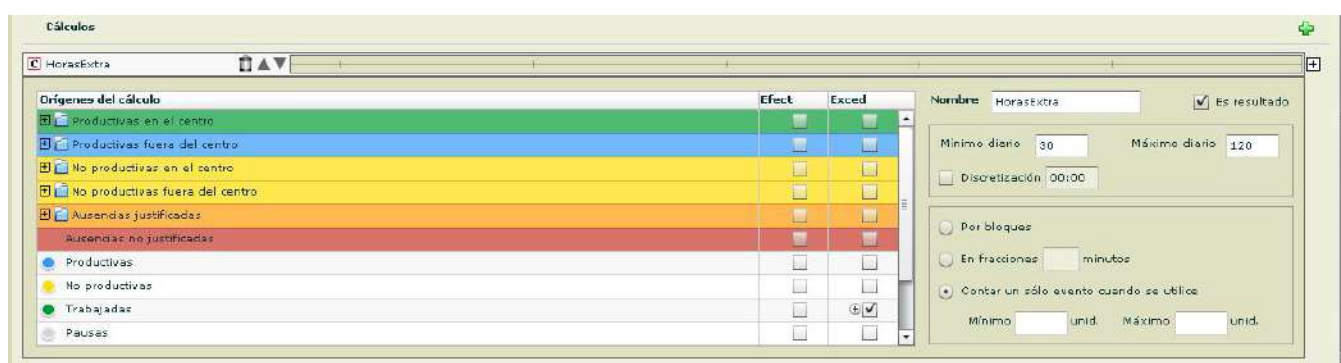 Cálculos
C HorasExtra
Orígenes del cálculo Efect Exced
Productivas en el centro
Productivas fuera del centro
No productivas en el centro
No productivas fuera del centro
Ausencias justificadas
Ausencias no justificadas
Productivas
No productivas
Trabajadas
Pausas
Nombre HorasExtra Es resultado
Mínimo diario 30 Máximo diario 120
Discretización 00:00
Por bloques
En fracciones minutos
Contar un sólo evento cuando se utilice
Mínimo unid. Máximo unid.